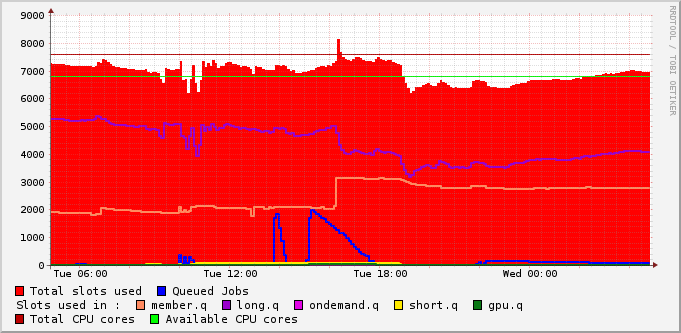 9000
8000
7000
6000
5000
4000
3000
2000
1000
0
Tue 06:00 Tue 12:00 Tue 18:00 Wed 00:00
Total slots used Queued Jobs
Slots used in : member.q long.q ondemand.q short.q gpu.q
Total CPU cores Available CPU cores
RRDTOOL / TOBI OETIKER